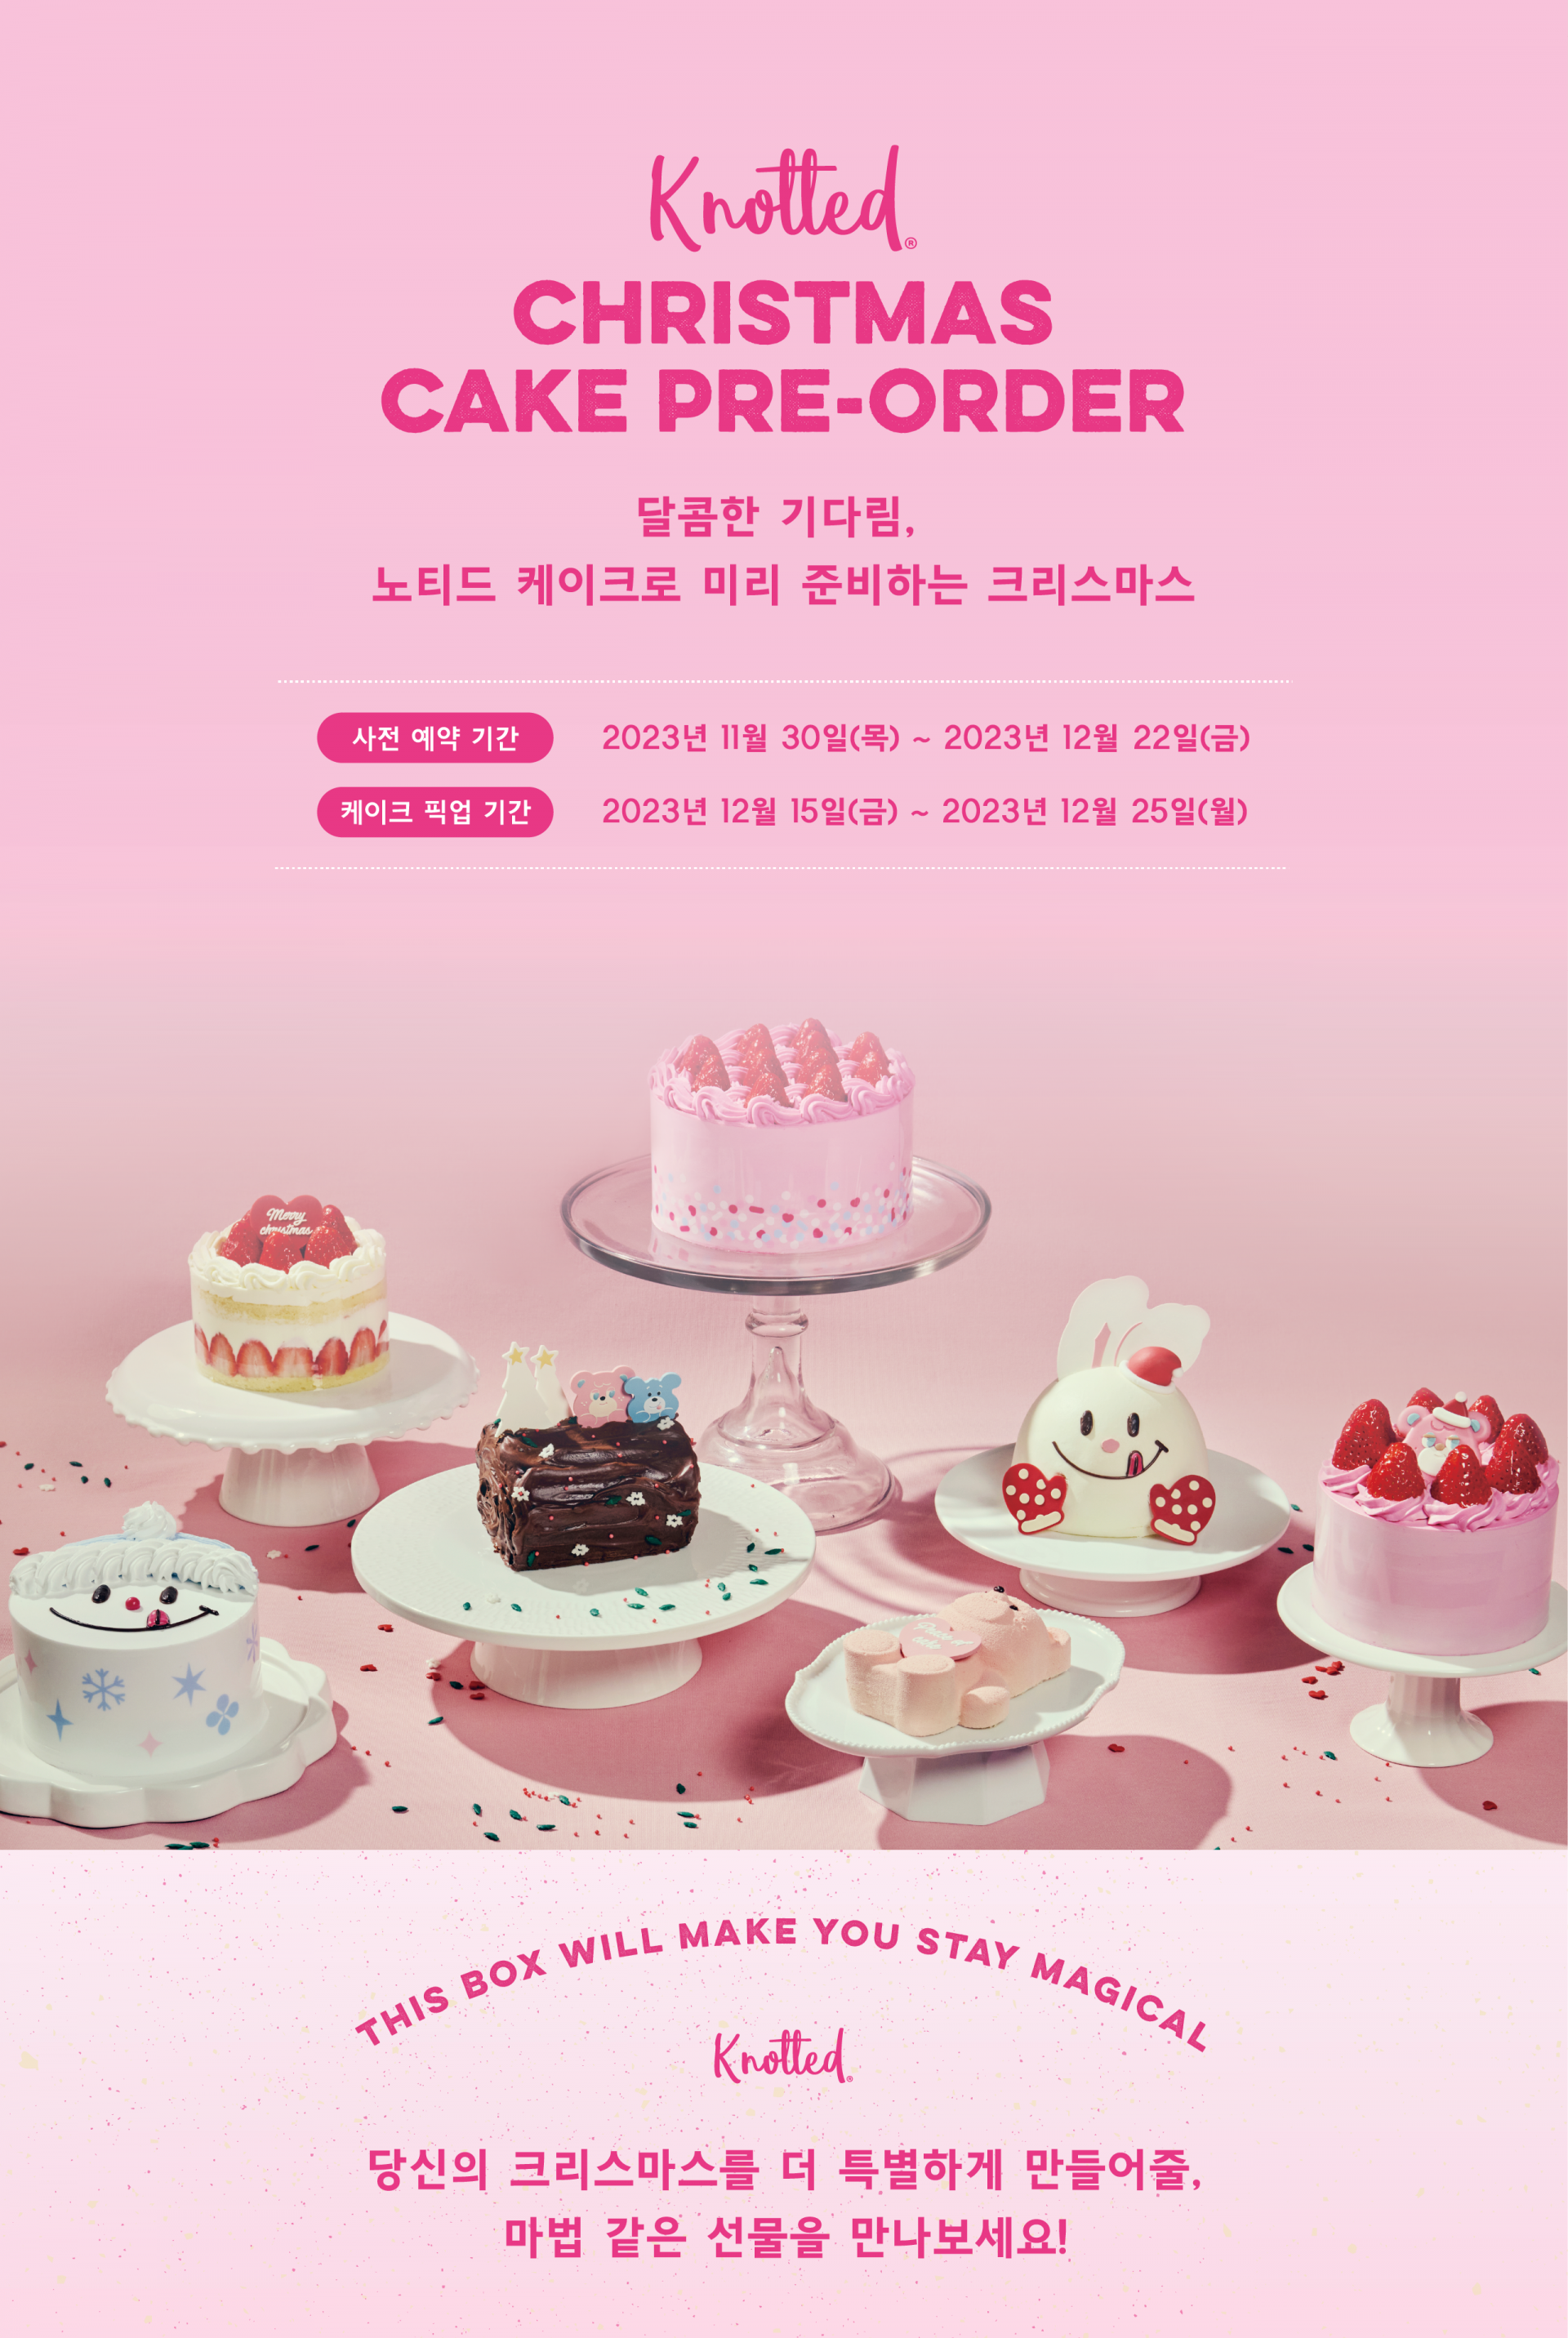 Knotted®
CHRISTMAS
CAKE PRE-ORDER
달콤한 기다림,
노티드 케이크로 미리 준비하는 크리스마스
사전 예약 기간 2023년 11월 30일(목) ~ 2023년 12월 22일(금)
케이크 픽업 기간 2023년 12월 15일(금) ~ 2023년 12월 25일(월)
Merry
christmas
THIS BOX WILL MAKE YOU STAY MAGICAL
Knotted®
당신의 크리스마스를 더 특별하게 만들어줄,
마법 같은 선물을 만나보세요!